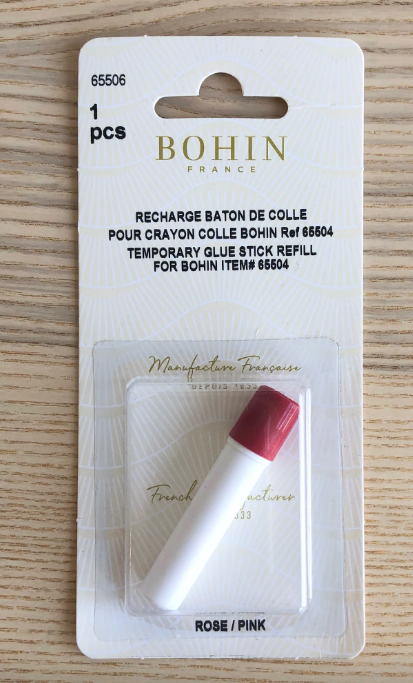 65506
1
pcs
BOHIN
FRANCE
RECHARGE BATON DE COLLE
POUR CRAYON COLLE BOHIN Ref 65504
TEMPORARY GLUE STICK REFILL
FOR BOHIN ITEM# 65504
Manufacture Française
DEPUIS 1833
French
ROSE / PINK